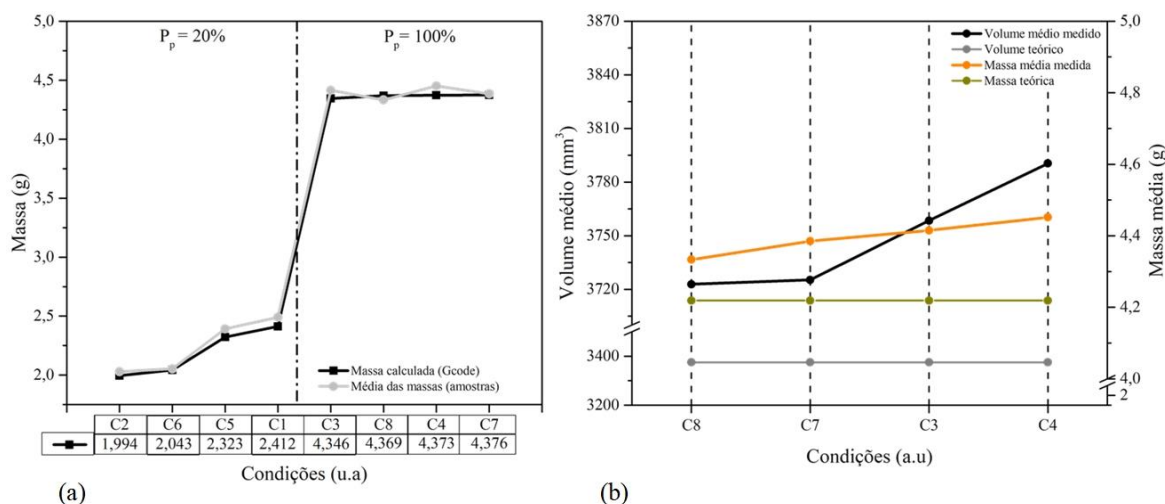 5,0
4,5
4,0
3,5
3,0
2,5
2,0
Massa (g)
P_p = 20%
P_p = 100%
Massa calculada (Gcode)
Média das massas (amostras)
C2 C6 C5 C1 C3 C8 C4 C7
1,994 2,043 2,323 2,412 4,346 4,369 4,373 4,376
Condições (u.a)
(a)
3870
3840
3810
3780
3750
3720
3400
3200
Volume médio (mm³)
Volume médio medido
Volume teórico
Massa média medida
Massa teórica
5,0
4,8
4,6
4,4
4,2
4,0
2
Massa média (g)
C8 C7 C3 C4
Condições (a.u)
(b)